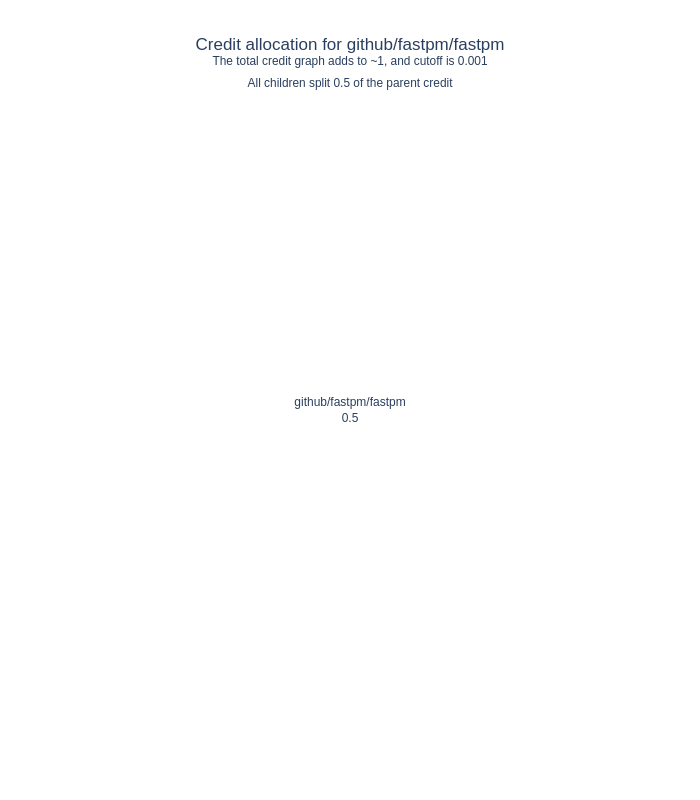 Credit allocation for github/fastpm/fastpm
The total credit graph adds to ~1, and cutoff is 0.001
All children split 0.5 of the parent credit
github/fastpm/fastpm
0.5